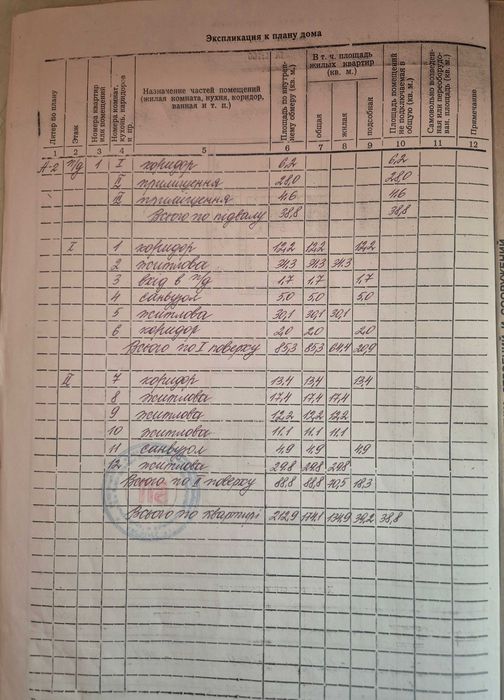 Экспликация к плану дома
Литер по плану
Этаж
Номера квартир или помещений
Номера комнат, кухонь, коридоров и пр.
Назначение частей помещений (жилая комната, кухня, коридор, ванная и т. п.)
Площадь по внутреннему обмеру (кв. м.)
В т. ч. площадь жилых квартир (кв. м.)
общая
жилая
подсобная
Площадь помещений не подключаемая в общую (кв. м.)
Самовольно возведенная или переоборудован. площадь (кв. м.)
Примечание
1 2 3 4 5 6 7 8 9 10 11 12
А-2 п/д 1 I коридор 6,2 6,2
II приміщення 28,0 28,0
III приміщення 4,6 4,6
Всього по підвалу 38,8 38,8
I 1 коридор 12,2 12,2 12,2
2 житлова 34,3 34,3 34,3
3 вхід в п/д 1,7 1,7 1,7
4 санвузол 5,0 5,0 5,0
5 житлова 30,1 30,1 30,1
6 коридор 2,0 2,0 2,0
Всього по I поверху 85,3 85,3 64,4 20,9
II 7 коридор 13,4 13,4 13,4
8 житлова 17,4 17,4 17,4
9 житлова 12,2 12,2 12,2
10 житлова 11,1 11,1 11,1
11 санвузол 4,9 4,9 4,9
12 житлова 29,8 29,8 29,8
Всього по II поверху 88,8 88,8 70,5 18,3
Всього по квартирі 212,9 174,1 134,9 39,2 38,8